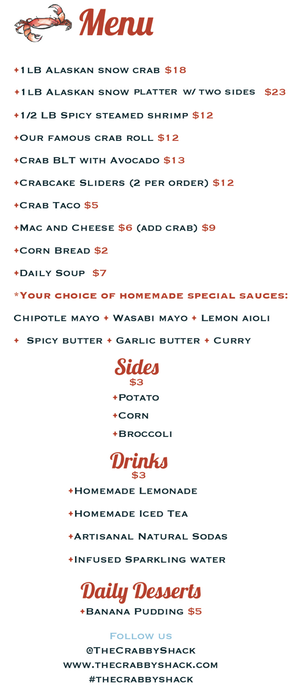 Menu
+1LB Alaskan snow crab $18
+1LB Alaskan snow platter w/ two sides $23
+1/2 LB Spicy steamed shrimp $12
+Our famous crab roll $12
+Crab BLT with Avocado $13
+Crabcake Sliders (2 per order) $12
+Crab Taco $5
+Mac and Cheese $6 (add crab) $9
+Corn Bread $2
+Daily Soup $7
*Your choice of homemade special sauces:
Chipotle mayo + Wasabi mayo + Lemon aioli
+ Spicy butter + Garlic butter + Curry
Sides
$3
+Potato
+Corn
+Broccoli
Drinks
$3
+Homemade Lemonade
+Homemade Iced Tea
+Artisanal Natural Sodas
+Infused Sparkling water
Daily Desserts
+Banana Pudding $5
Follow us
@TheCrabbyShack
www.thecrabbyshack.com
#thecrabbyshack